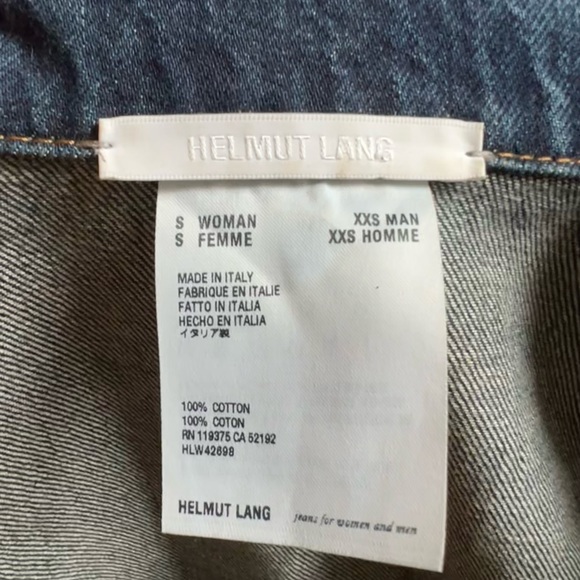 HELMUT LANG
S WOMAN XXS MAN
S FEMME XXS HOMME
MADE IN ITALY
FABRIQUÉ EN ITALIE
FATTO IN ITALIA
HECHO EN ITALIA
イタリア製
100% COTTON
100% COTON
RN 119375 CA 52192
HLW42698
HELMUT LANG jeans for women and men